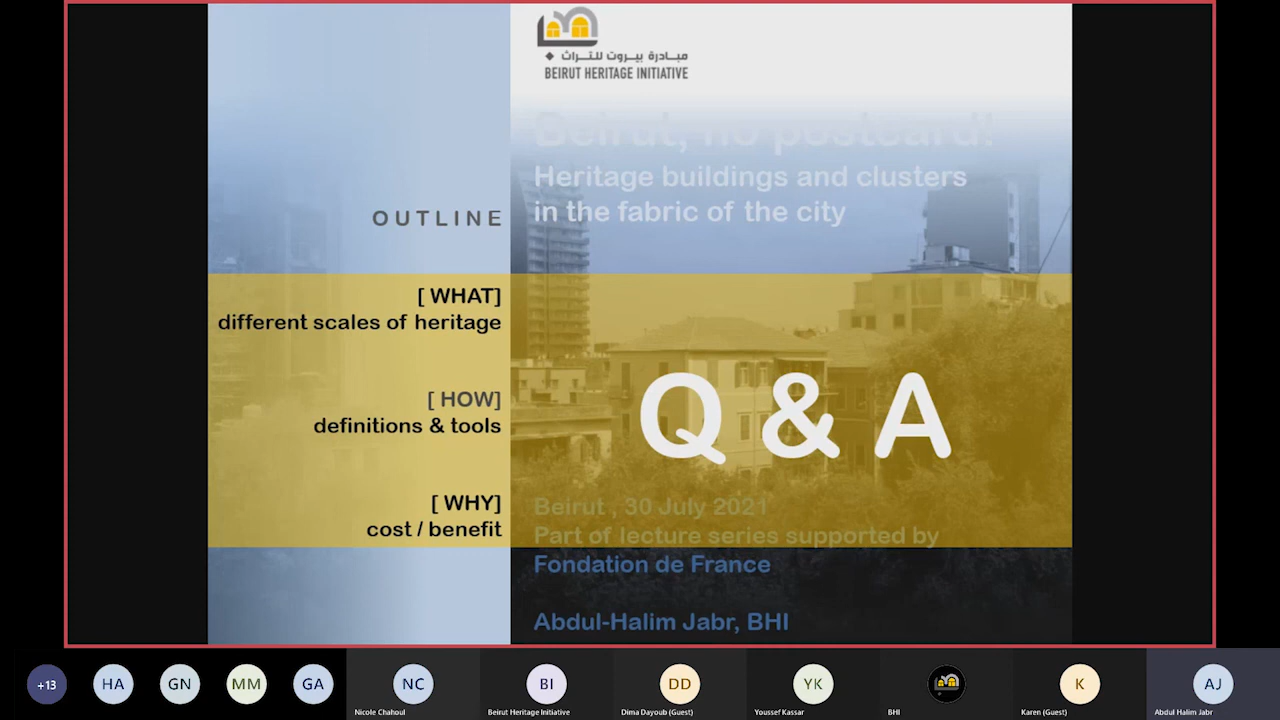 مبادرة بيروت للتراث
BEIRUT HERITAGE INITIATIVE
Beirut, no postcard!
Heritage buildings and clusters
in the fabric of the city
OUTLINE
[ WHAT]
different scales of heritage
[ HOW]
definitions & tools
[ WHY]
cost / benefit
Q & A
Beirut , 30 July 2021
Part of lecture series supported by
Fondation de France
Abdul-Halim Jabr, BHI
+13
HA
GN
MM
GA
NC
Nicole Chahoul
BI
Beirut Heritage Initiative
DD
Dima Dayoub (Guest)
YK
Youssef Kassar
BHI
K
Karen (Guest)
AJ
Abdul Halim Jabr